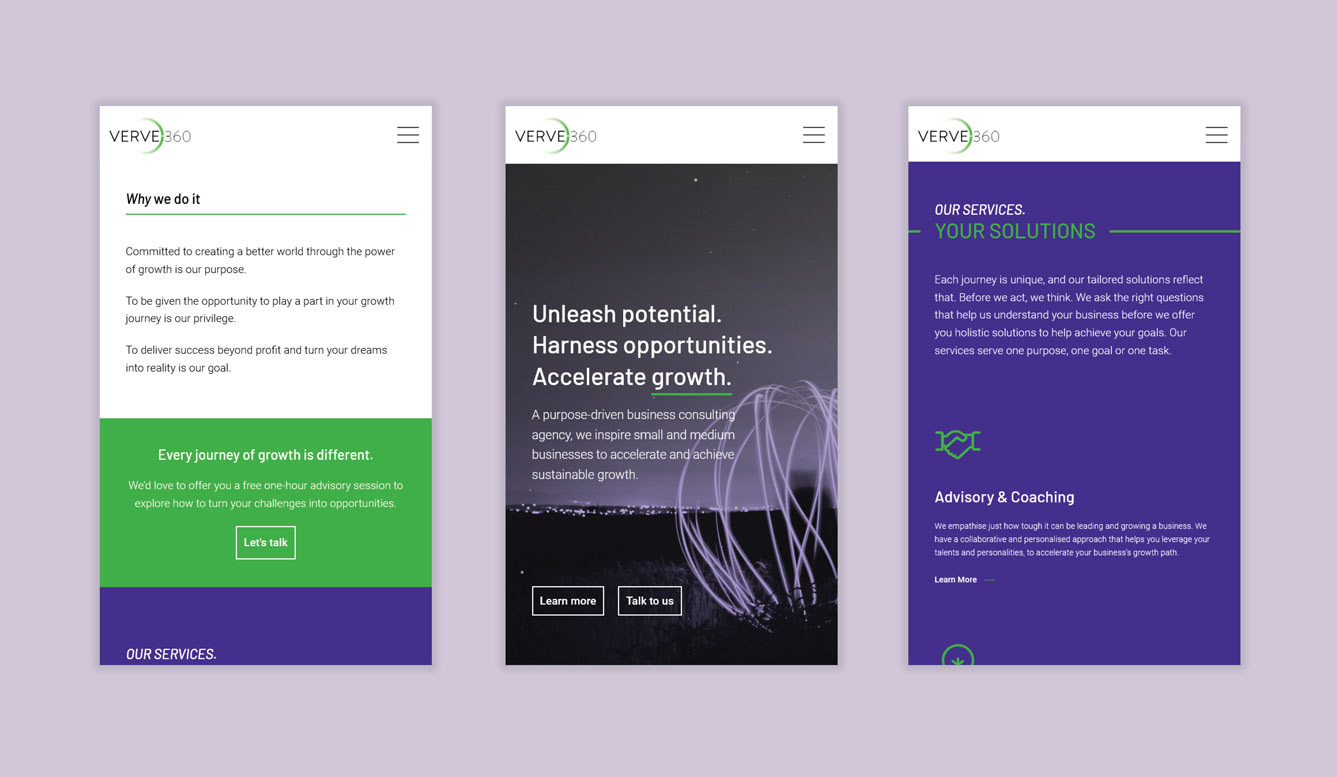 VERVE:360
Why we do it
Committed to creating a better world through the power
of growth is our purpose.
To be given the opportunity to play a part in your growth
journey is our privilege.
To deliver success beyond profit and turn your dreams
into reality is our goal.
Every journey of growth is different.
We'd love to offer you a free one-hour advisory session to
explore how to turn your challenges into opportunities.
Let's talk
OUR SERVICES.
VERVE:360
Unleash potential.
Harness opportunities.
Accelerate growth.
A purpose-driven business consulting
agency, we inspire small and medium
businesses to accelerate and achieve
sustainable growth.
Learn more
Talk to us
VERVE:360
OUR SERVICES.
YOUR SOLUTIONS
Each journey is unique, and our tailored solutions reflect
that. Before we act, we think. We ask the right questions
that help us understand your business before we offer
you holistic solutions to help achieve your goals. Our
services serve one purpose, one goal or one task.
Advisory & Coaching
We empathise just how tough it can be leading and growing a business. We
have a collaborative and personalised approach that helps you leverage your
talents and personalities, to accelerate your business's growth path.
Learn More